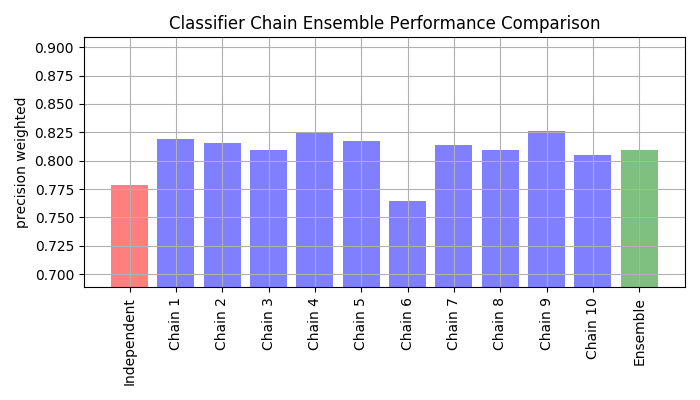 Classifier Chain Ensemble Performance Comparison
precision weighted
0.900
0.875
0.850
0.825
0.800
0.775
0.750
0.725
0.700
Independent
Chain 1
Chain 2
Chain 3
Chain 4
Chain 5
Chain 6
Chain 7
Chain 8
Chain 9
Chain 10
Ensemble